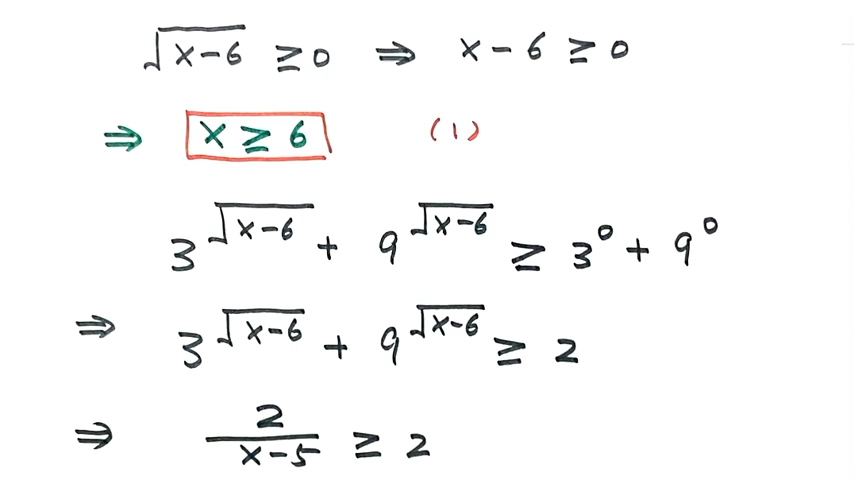 √(x-6) ≥ 0 ⇒ x - 6 ≥ 0
⇒ x ≥ 6 (1)
3^√(x-6) + 9^√(x-6) ≥ 3^0 + 9^0
⇒ 3^√(x-6) + 9^√(x-6) ≥ 2
⇒ 2/(x-5) ≥ 2